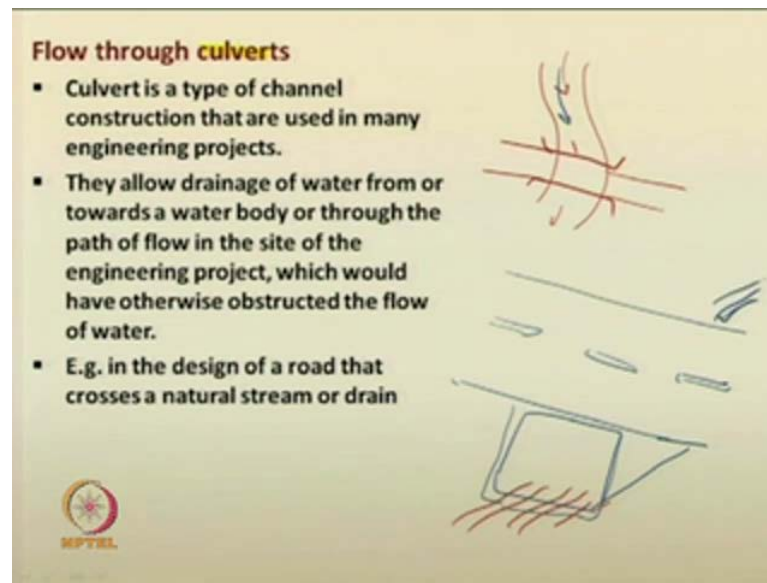 Flow through culverts
▪ Culvert is a type of channel
construction that are used in many
engineering projects.
▪ They allow drainage of water from or
towards a water body or through the
path of flow in the site of the
engineering project, which would
have otherwise obstructed the flow
of water.
▪ E.g. in the design of a road that
crosses a natural stream or drain
NPTEL